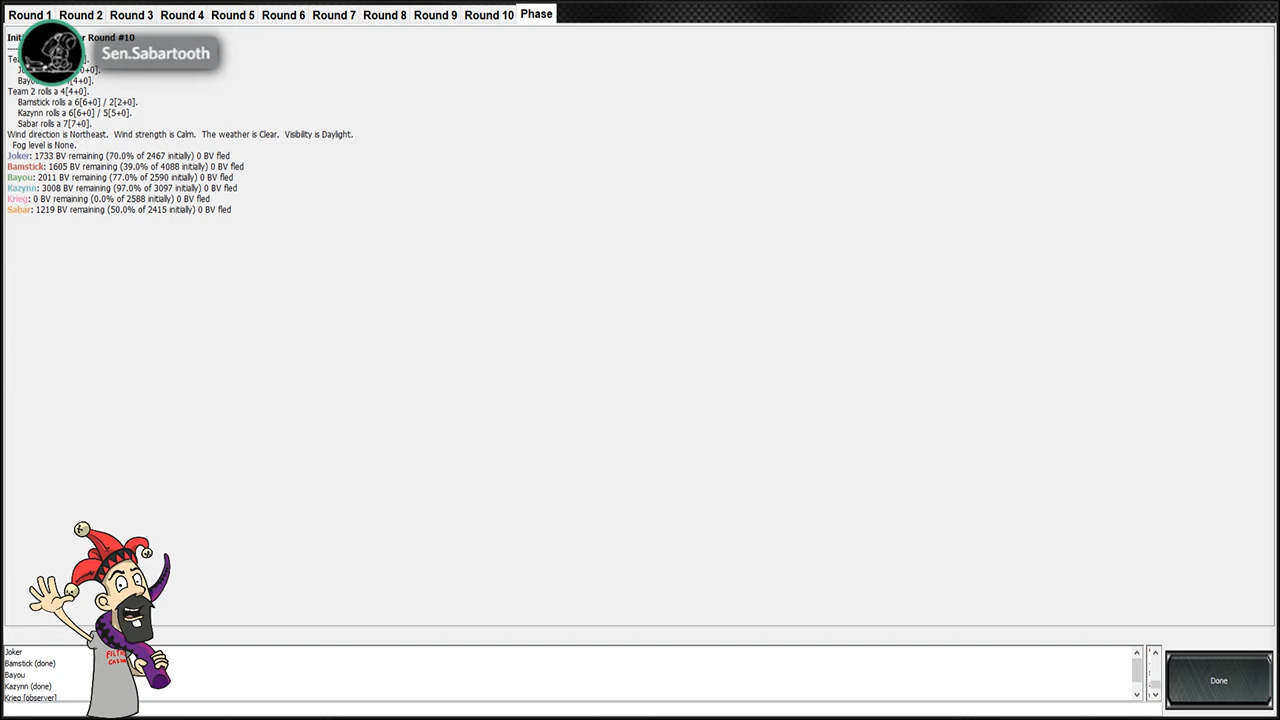 Round 1 Round 2 Round 3 Round 4 Round 5 Round 6 Round 7 Round 8 Round 9 Round 10 Phase
Round #10
Sen.Sabartooth
Team 2 rolls a 4[4+0].
Bamstick rolls a 6[6+0] / 2[2+0].
Kazynn rolls a 6[6+0] / 5[5+0].
Sabar rolls a 7[7+0].
Wind direction is Northeast. Wind strength is Calm. The weather is Clear. Visibility is Daylight.
Fog level is None.
Joker: 1733 BV remaining (70.0% of 2467 initially) 0 BV fled
Bamstick: 1605 BV remaining (39.0% of 4088 initially) 0 BV fled
Bayou: 2011 BV remaining (77.0% of 2590 initially) 0 BV fled
Kazynn: 3008 BV remaining (97.0% of 3097 initially) 0 BV fled
Krieg: 0 BV remaining (0.0% of 2588 initially) 0 BV fled
Sabar: 1219 BV remaining (50.0% of 2415 initially) 0 BV fled
Joker
Bamstick (done)
Bayou
Kazynn (done)
Krieg [observer]
Done